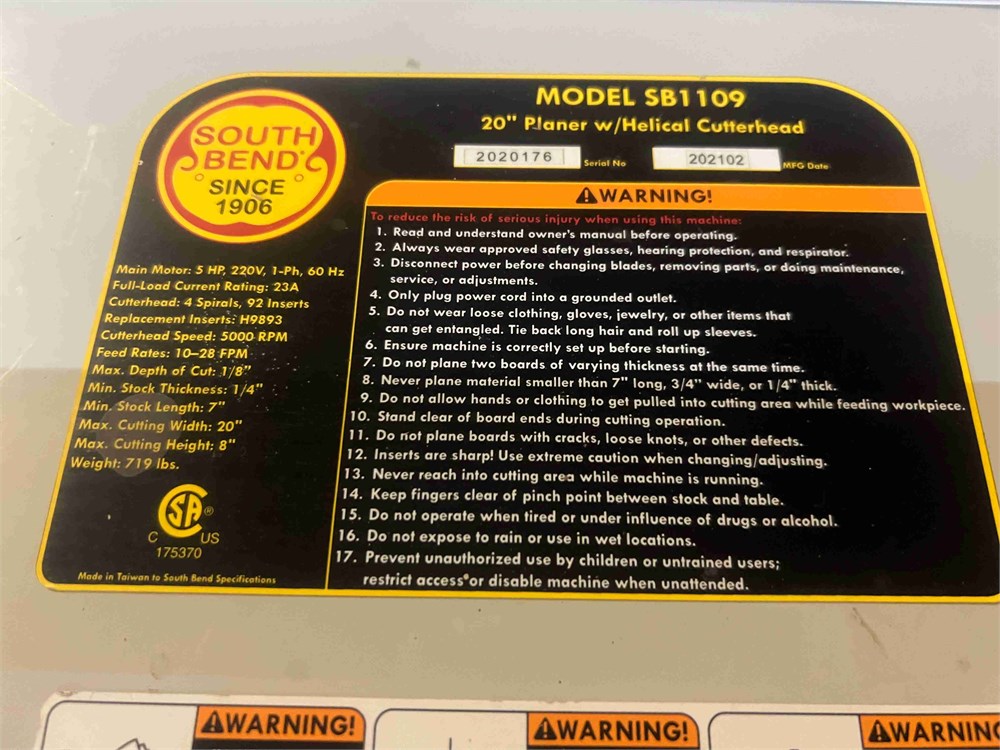 MODEL SB1109
20" Planer w/Helical Cutterhead
2020176 Serial No 202102 MFG Date
SOUTH
BEND®
SINCE
1906
Main Motor: 5 HP, 220V, 1-Ph, 60 Hz
Full-Load Current Rating: 23A
Cutterhead: 4 Spirals, 92 Inserts
Replacement Inserts: H9893
Cutterhead Speed: 5000 RPM
Feed Rates: 10–28 FPM
Max. Depth of Cut: 1/8"
Min. Stock Thickness: 1/4"
Min. Stock Length: 7"
Max. Cutting Width: 20"
Max. Cutting Height: 8"
Weight: 719 lbs.
CSA ®
C US
175370
Made in Taiwan to South Bend Specifications
WARNING!
To reduce the risk of serious injury when using this machine:
1. Read and understand owner's manual before operating.
2. Always wear approved safety glasses, hearing protection, and respirator.
3. Disconnect power before changing blades, removing parts, or doing maintenance,
service, or adjustments.
4. Only plug power cord into a grounded outlet.
5. Do not wear loose clothing, gloves, jewelry, or other items that
can get entangled. Tie back long hair and roll up sleeves.
6. Ensure machine is correctly set up before starting.
7. Do not plane two boards of varying thickness at the same time.
8. Never plane material smaller than 7" long, 3/4" wide, or 1/4" thick.
9. Do not allow hands or clothing to get pulled into cutting area while feeding workpiece.
10. Stand clear of board ends during cutting operation.
11. Do not plane boards with cracks, loose knots, or other defects.
12. Inserts are sharp! Use extreme caution when changing/adjusting.
13. Never reach into cutting area while machine is running.
14. Keep fingers clear of pinch point between stock and table.
15. Do not operate when tired or under influence of drugs or alcohol.
16. Do not expose to rain or use in wet locations.
17. Prevent unauthorized use by children or untrained users;
restrict access or disable machine when unattended.
WARNING!
WARNING!
WARNING